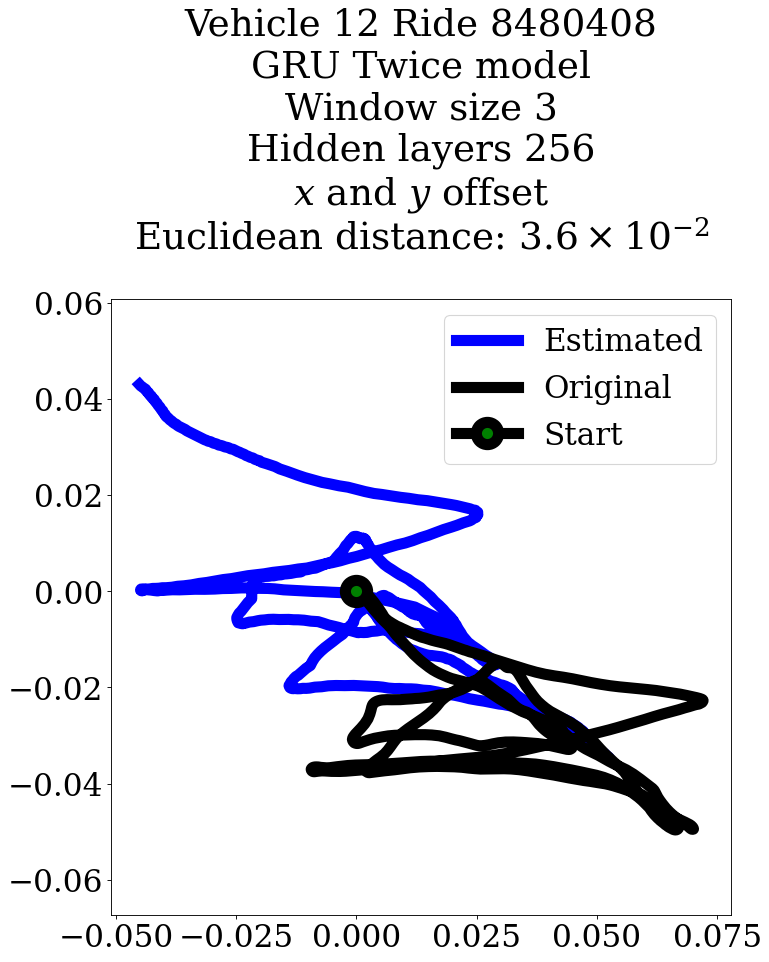 Vehicle 12 Ride 8480408
GRU Twice model
Window size 3
Hidden layers 256
x and y offset
Euclidean distance: 3.6 × 10⁻²
0.06
0.04
0.02
0.00
−0.02
−0.04
−0.06
Estimated
Original
Start
−0.050 −0.025 0.000 0.025 0.050 0.075